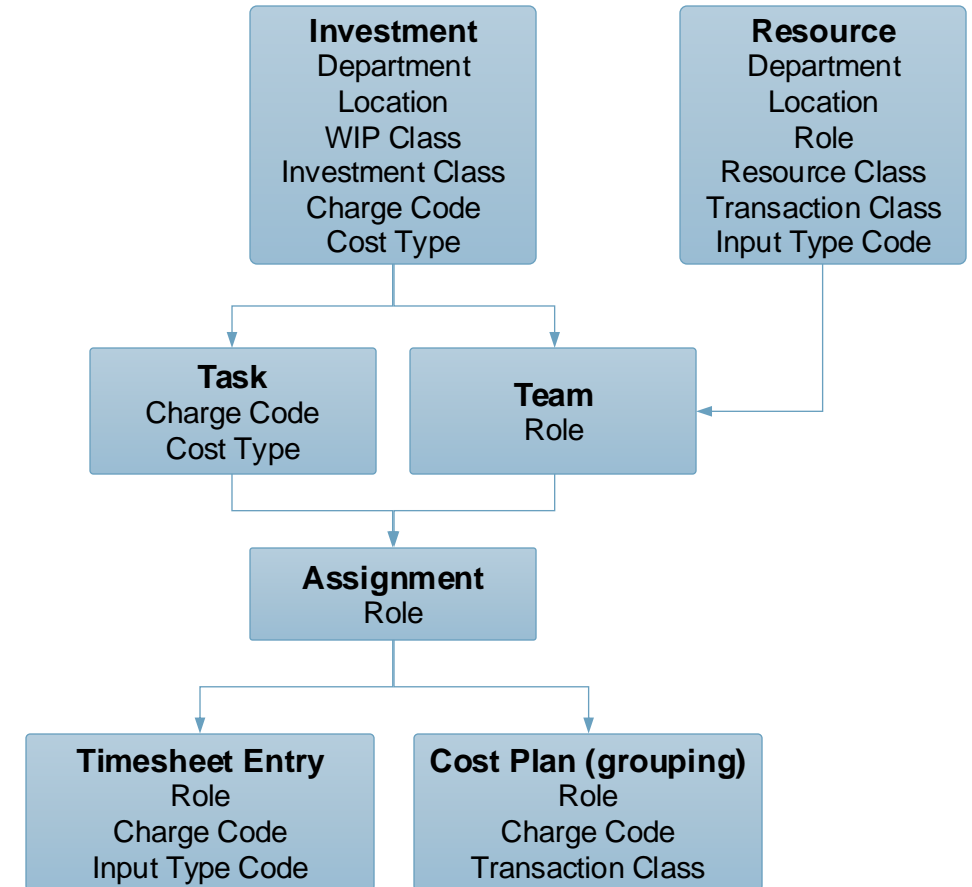 Investment
Department
Location
WIP Class
Investment Class
Charge Code
Cost Type
Resource
Department
Location
Role
Resource Class
Transaction Class
Input Type Code
Task
Charge Code
Cost Type
Team
Role
Assignment
Role
Timesheet Entry
Role
Charge Code
Input Type Code
Cost Plan (grouping)
Role
Charge Code
Transaction Class